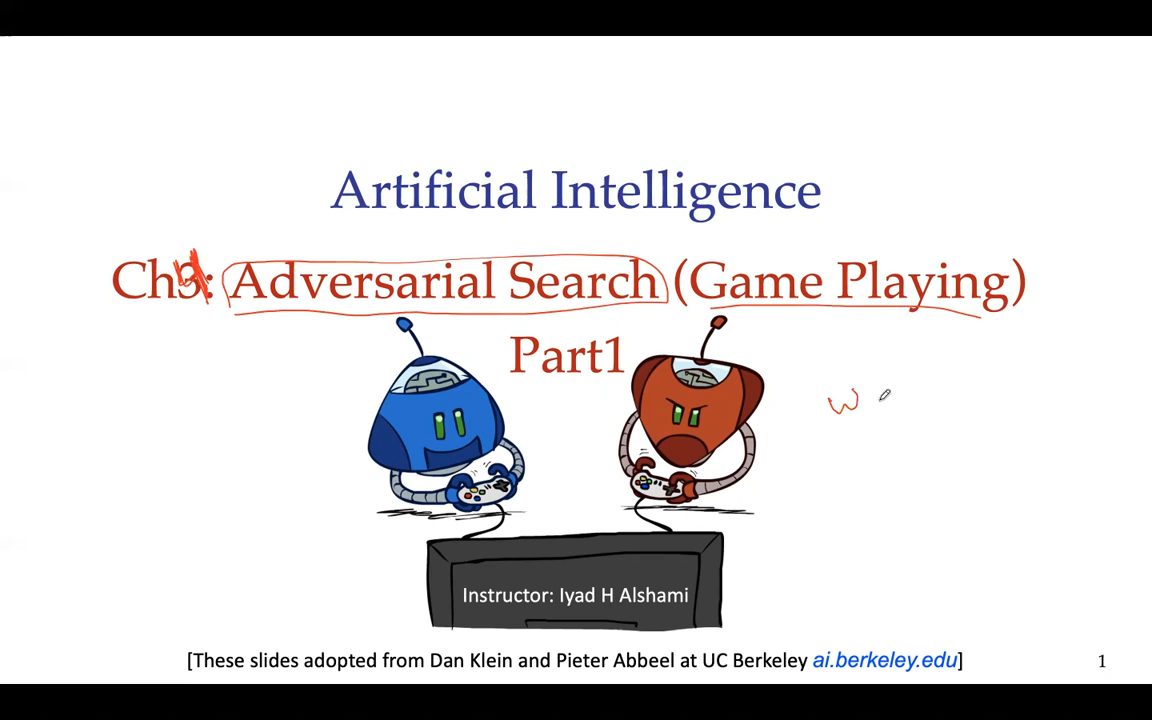 Artificial Intelligence
Ch : Adversarial Search (Game Playing)
Part1
w
Instructor: Iyad H Alshami
[These slides adopted from Dan Klein and Pieter Abbeel at UC Berkeley ai.berkeley.edu]
1